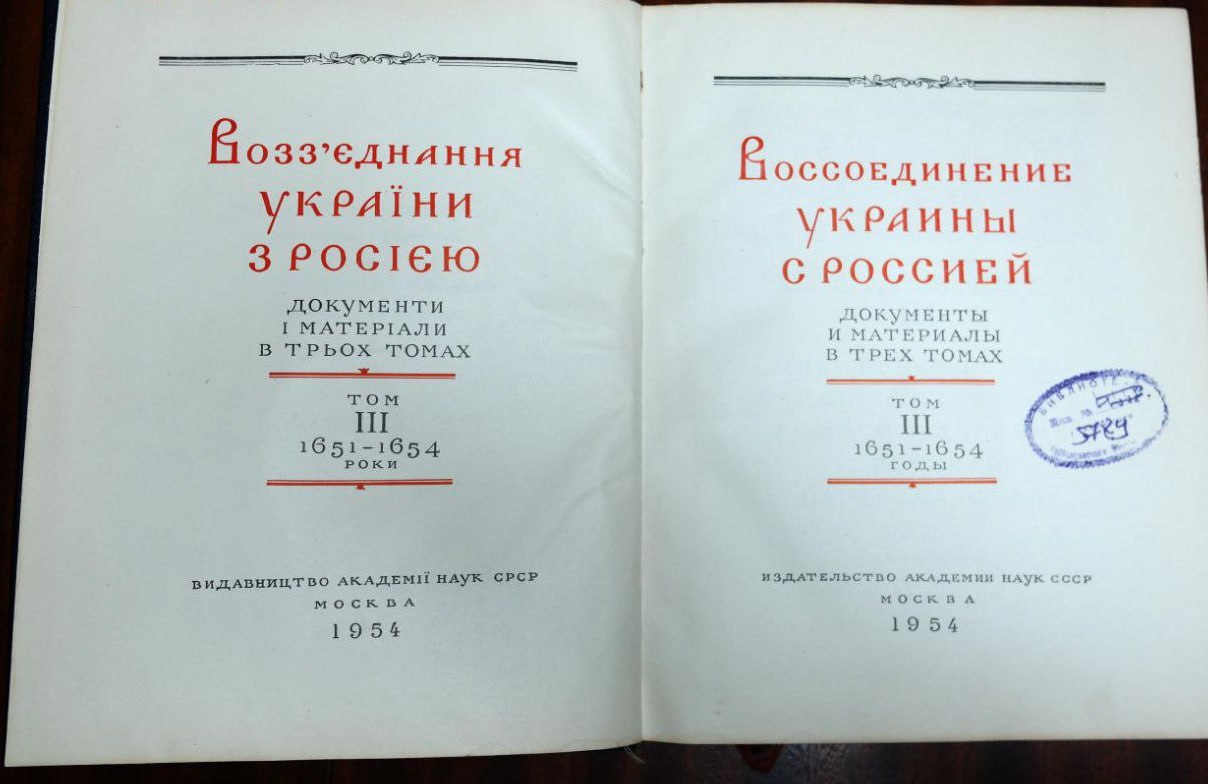 Возз'єднання
україни
з росією
ДОКУМЕНТИ
І МАТЕРІАЛИ
В ТРЬОХ ТОМАХ
ТОМ
III
1651–1654
РОКИ
ВИДАВНИЦТВО АКАДЕМІЇ НАУК СРСР
МОСКВА
1954
Воссоединение
украины
с россией
ДОКУМЕНТЫ
И МАТЕРИАЛЫ
В ТРЕХ ТОМАХ
ТОМ
III
1651–1654
ГОДЫ
ИЗДАТЕЛЬСТВО АКАДЕМИИ НАУК СССР
МОСКВА
1954
5729